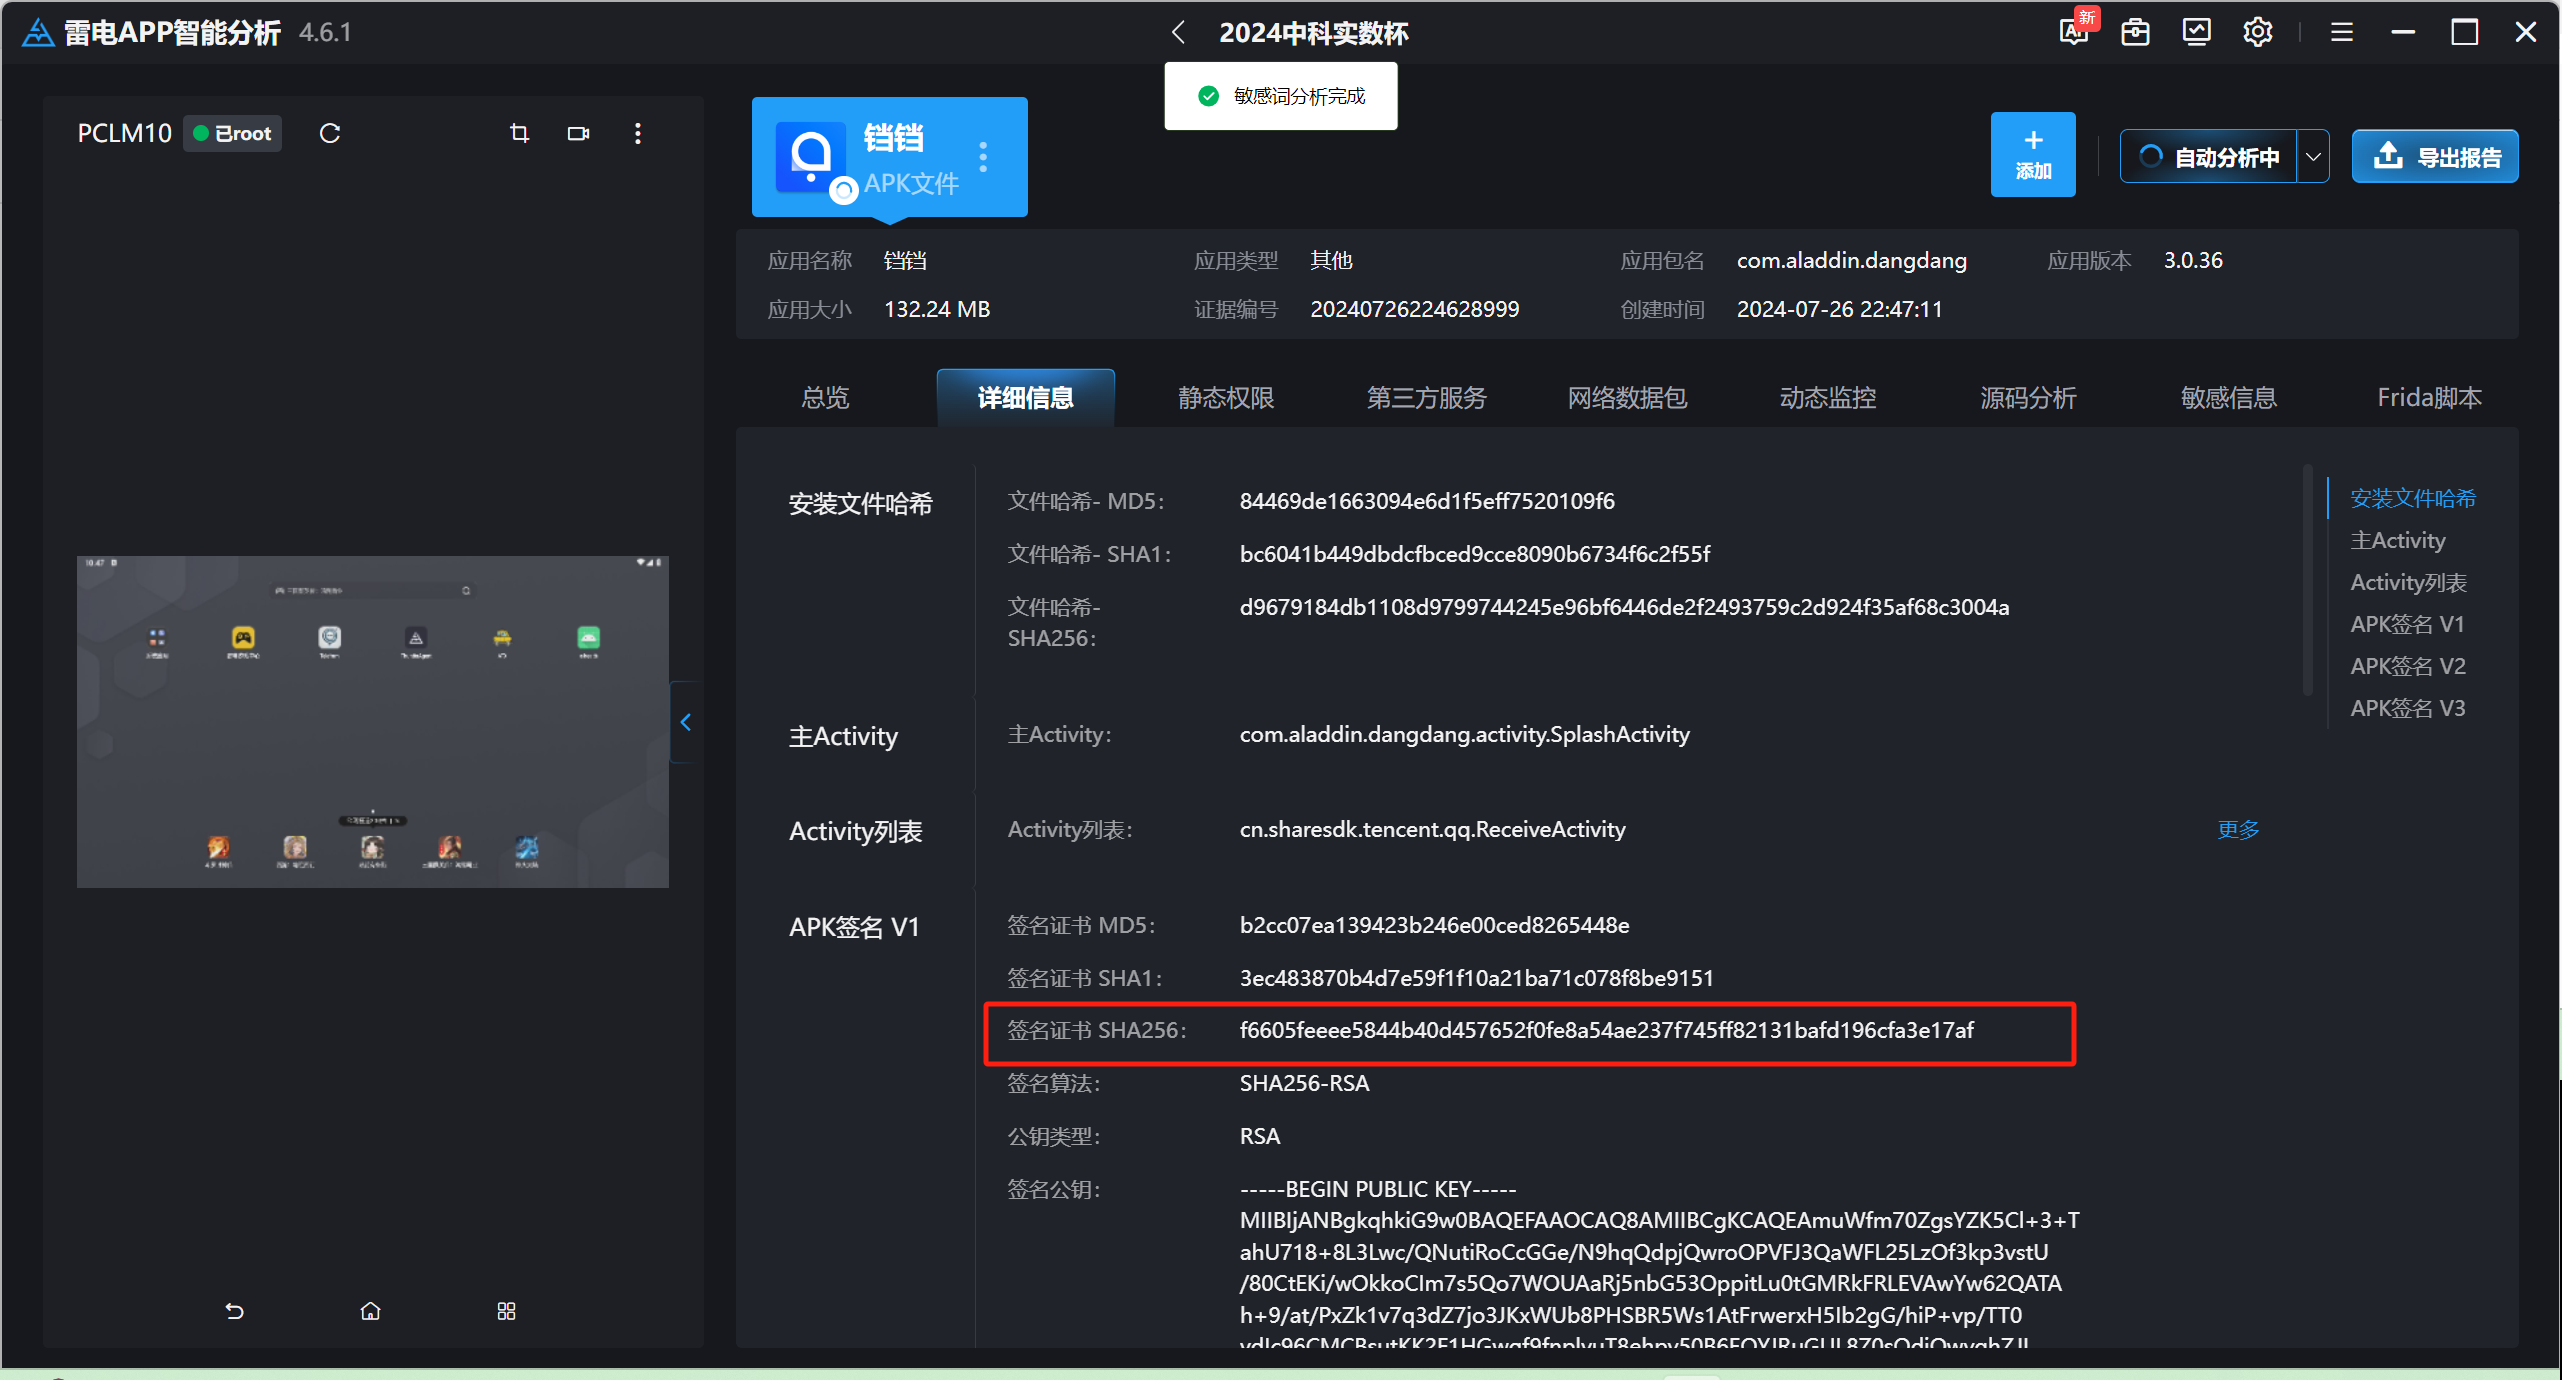 雷电APP智能分析 4.6.1
2024中科实数杯
新
敏感词分析完成
PCLM10 已root
铛铛
APK文件
添加
自动分析中
导出报告
应用名称 铛铛 应用类型 其他 应用包名 com.aladdin.dangdang 应用版本 3.0.36
应用大小 132.24 MB 证据编号 20240726224628999 创建时间 2024-07-26 22:47:11
总览 详细信息 静态权限 第三方服务 网络数据包 动态监控 源码分析 敏感信息 Frida脚本
安装文件哈希
文件哈希- MD5: 84469de1663094e6d1f5eff7520109f6
文件哈希- SHA1: bc6041b449dbdcfbced9cce8090b6734f6c2f55f
文件哈希- d9679184db1108d9799744245e96bf6446de2f2493759c2d924f35af68c3004a
SHA256:
主Activity
主Activity: com.aladdin.dangdang.activity.SplashActivity
Activity列表
Activity列表: cn.sharesdk.tencent.qq.ReceiveActivity 更多
APK签名 V1
签名证书 MD5: b2cc07ea139423b246e00ced8265448e
签名证书 SHA1: 3ec483870b4d7e59f1f10a21ba71c078f8be9151
签名证书 SHA256: f6605feeee5844b40d457652f0fe8a54ae237f745ff82131bafd196cfa3e17af
签名算法: SHA256-RSA
公钥类型: RSA
签名公钥: -----BEGIN PUBLIC KEY-----
MIIBIjANBgkqhkiG9w0BAQEFAAOCAQ8AMIIBCgKCAQEAmuWfm70ZgsYZK5Cl+3+T
ahU718+8L3Lwc/QNutiRoCcGGe/N9hqQdpjQwroOPVFJ3QaWFL25LzOf3kp3vstU
/80CtEKi/wOkkoCIm7s5Qo7WOUAaRj5nbG53OppitLu0tGMRkFRLEVAwYw62QATA
h+9/at/PxZk1v7q3dZ7jo3JKxWUb8PHSBR5Ws1AtFrwerxH5Ib2gG/hiP+vp/TT0
安装文件哈希
主Activity
Activity列表
APK签名 V1
APK签名 V2
APK签名 V3
10:47